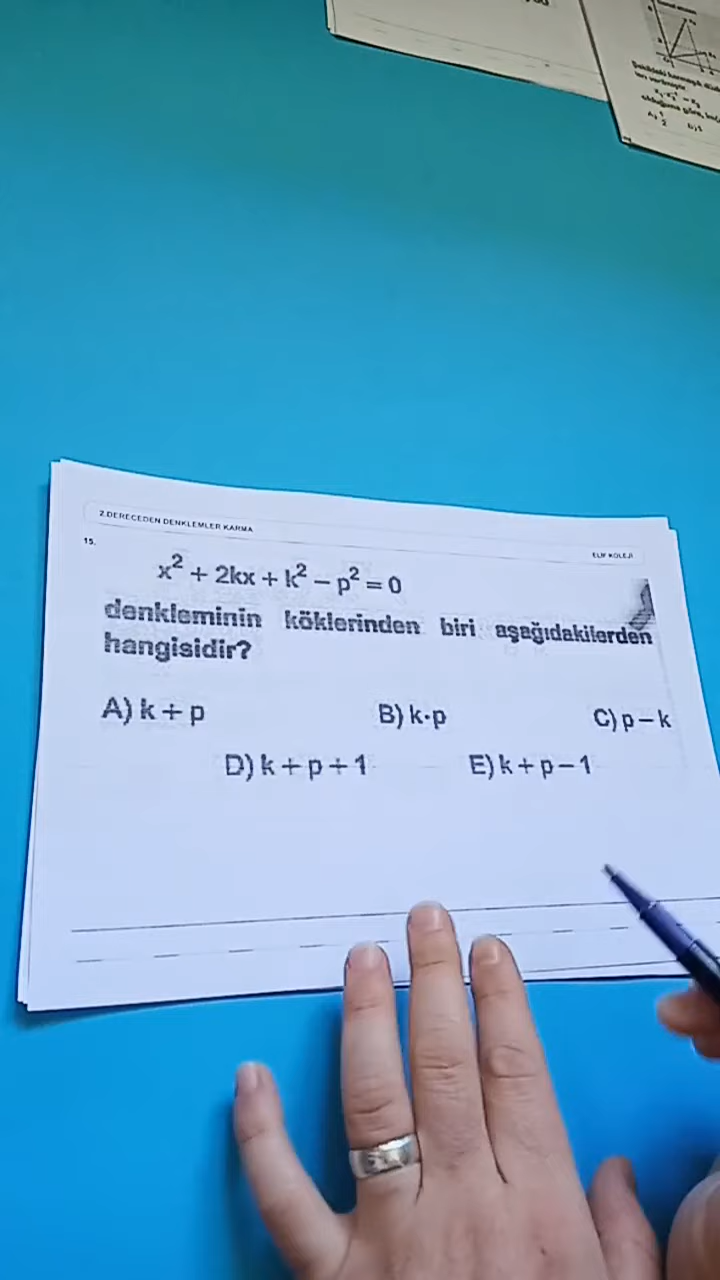 2.DERECEDEN DENKLEMLER KARMA
ELİF KOLEJİ
15.
x² + 2kx + k² – p² = 0
denkleminin köklerinden biri aşağıdakilerden
hangisidir?
A) k + p B) k·p C) p – k
D) k + p + 1 E) k + p – 1